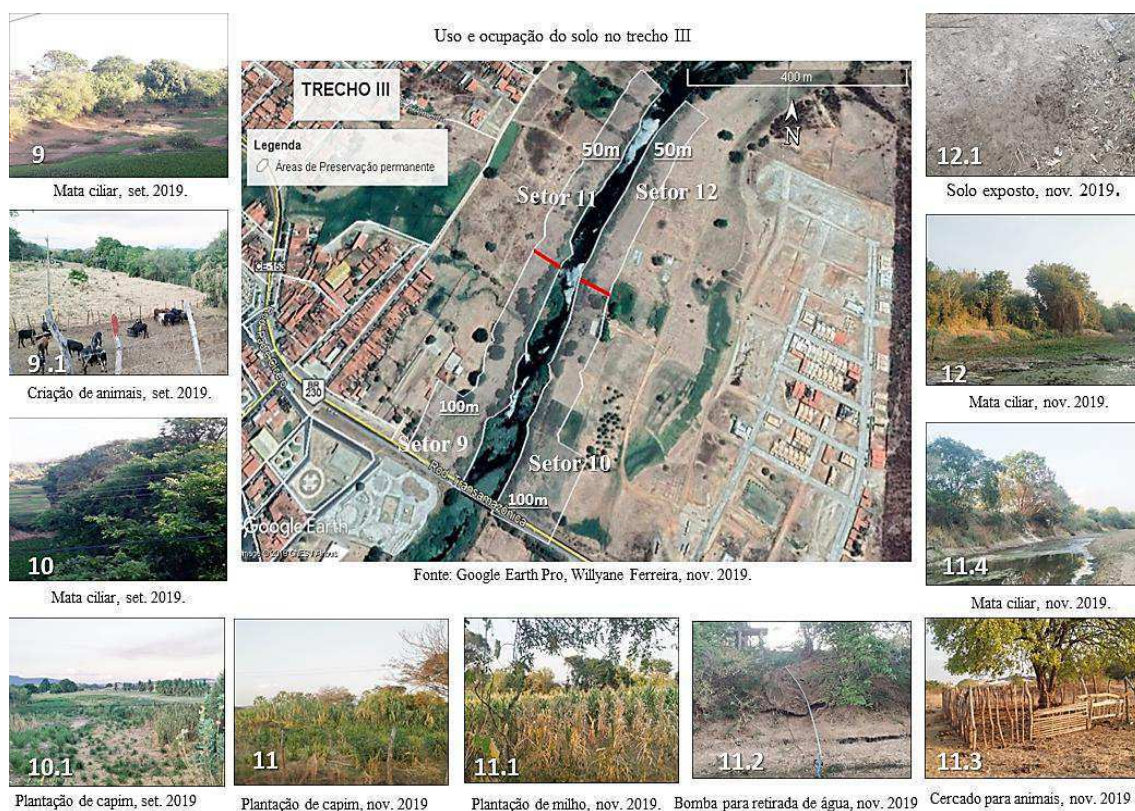 Uso e ocupação do solo no trecho III
9
Mata ciliar, set. 2019.
9 .1
Criação de animais, set. 2019.
10
Mata ciliar, set. 2019.
TRECHO III
Legenda
Áreas de Preservação permanente
400 m
N
50m
50m
Setor 11
Setor 12
CE-153
BR
230
100m
Setor 9
Setor 10
100m
Rod. Transamazônica
Google Earth
Fonte: Google Earth Pro, Willyane Ferreira, nov. 2019.
12.1
Solo exposto, nov. 2019.
12
Mata ciliar, nov. 2019.
11.4
Mata ciliar, nov. 2019.
10.1
Plantação de capim, set. 2019
11
Plantação de capim, nov. 2019
11.1
Plantação de milho, nov. 2019.
11.2
Bomba para retirada de água, nov. 2019
11.3
Cercado para animais, nov. 2019